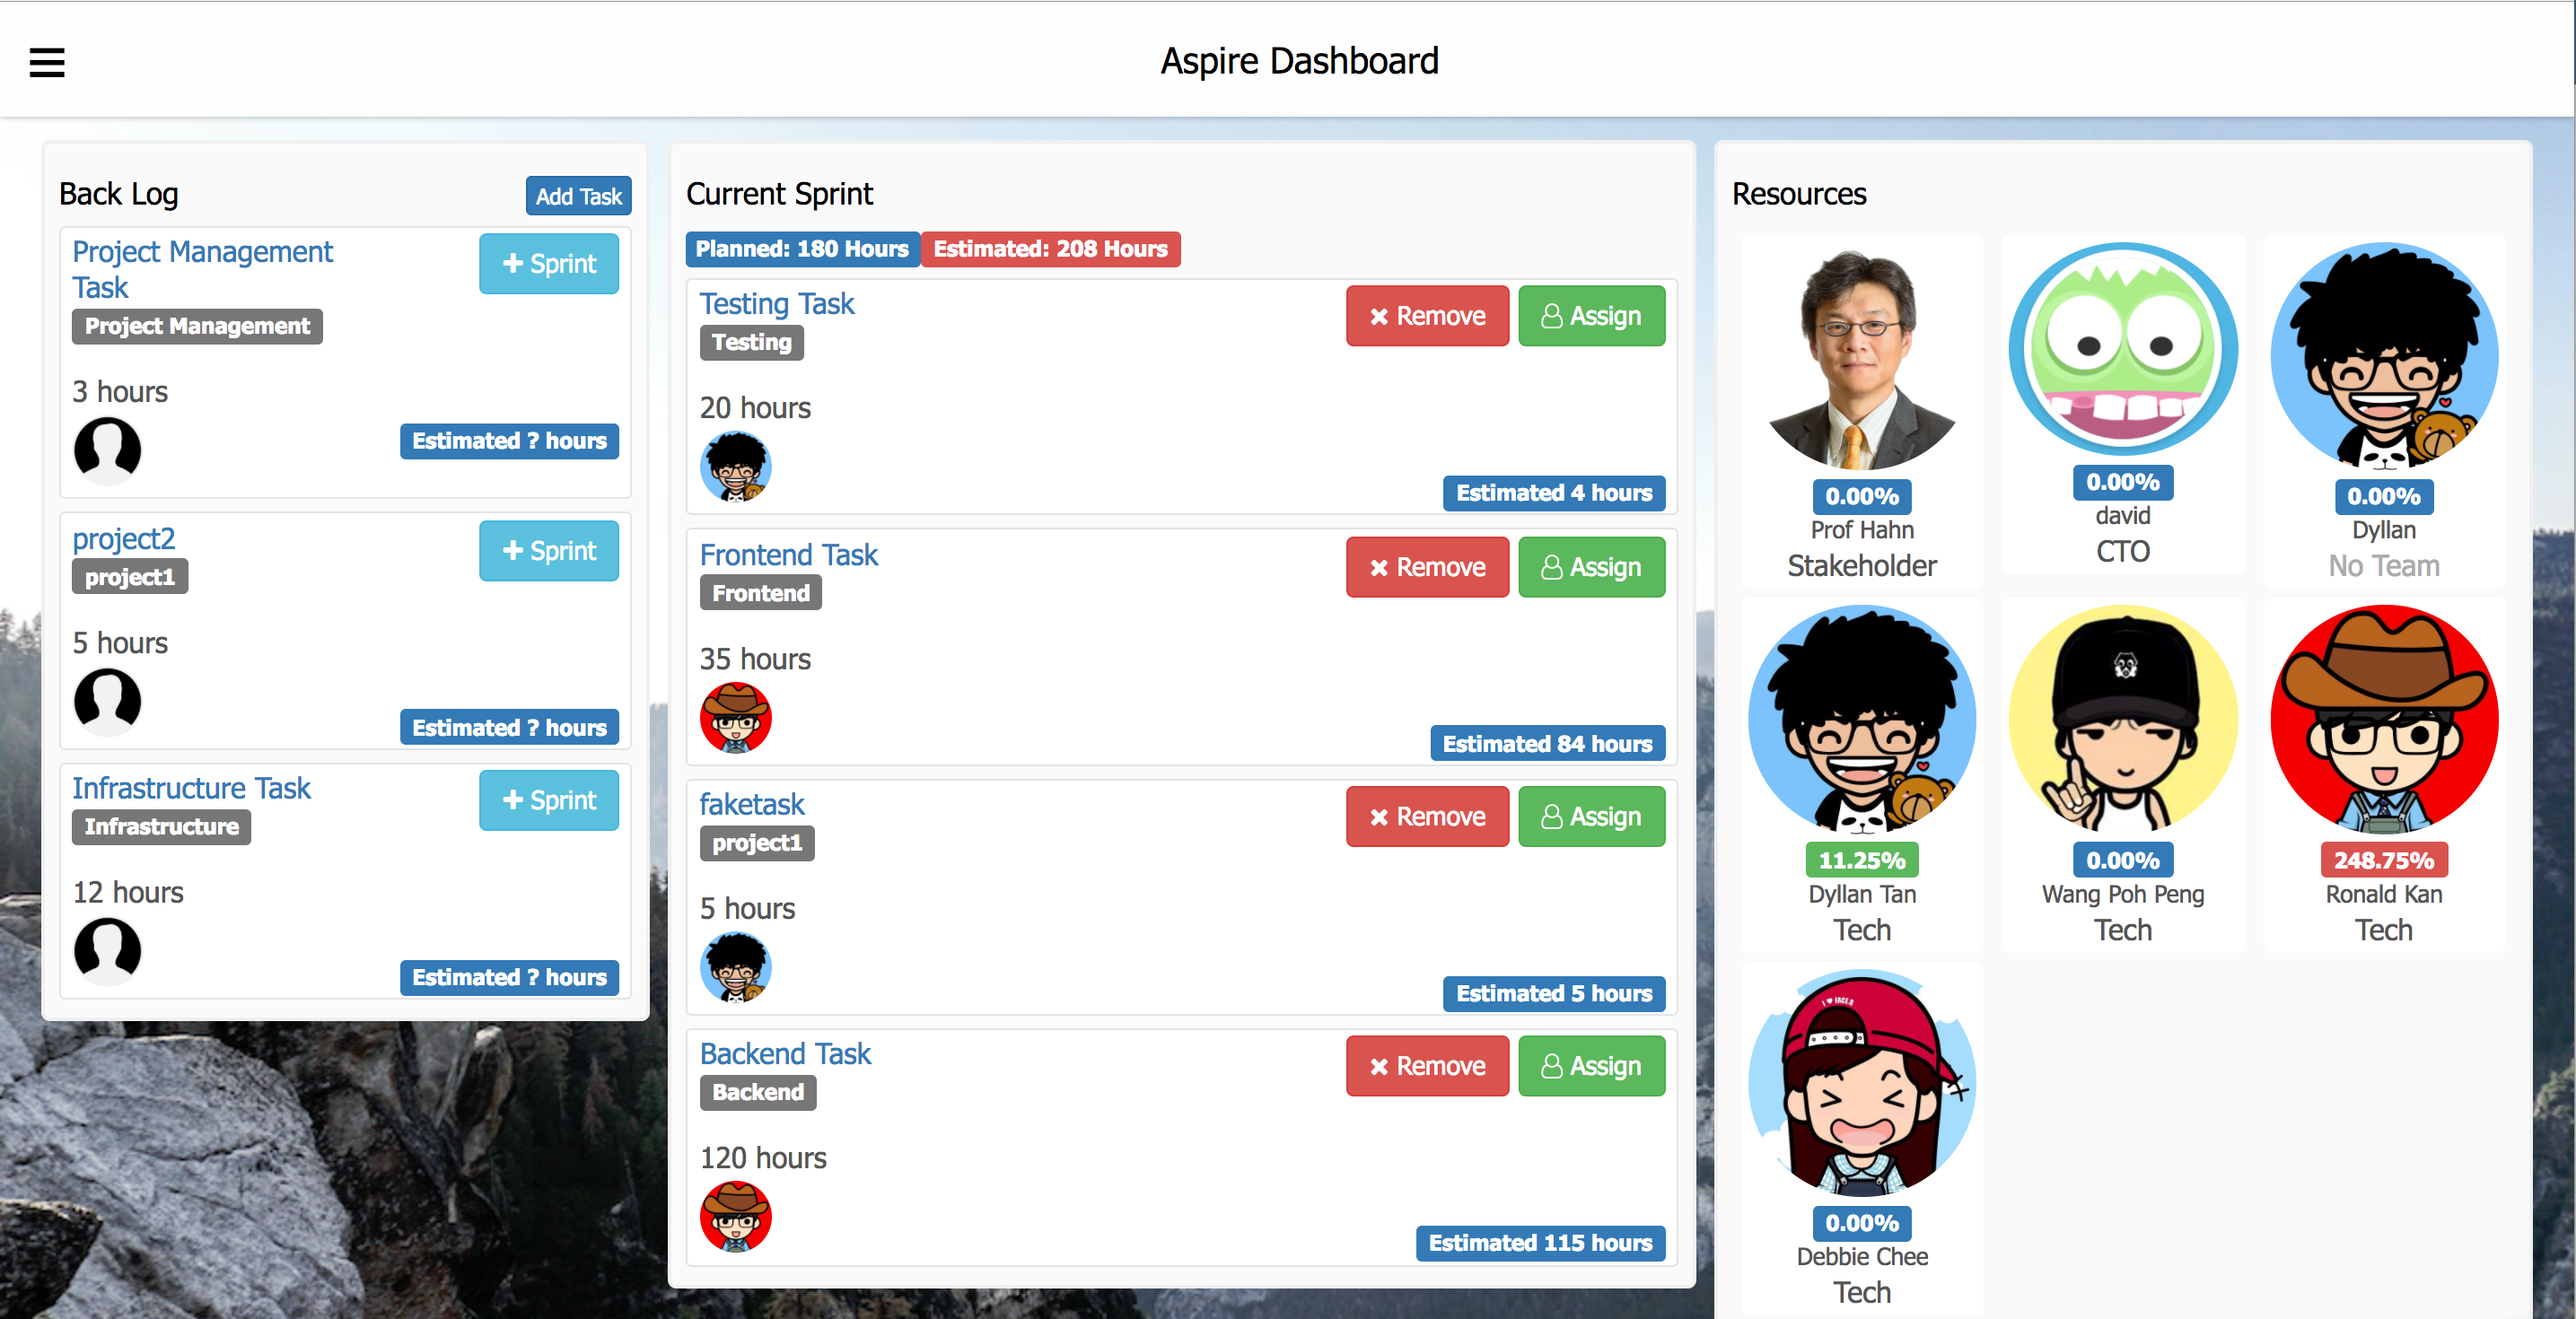 Aspire Dashboard
Back Log
Add Task
Project Management
Task
+ Sprint
Project Management
3 hours
Estimated ? hours
project2
+ Sprint
project1
5 hours
Estimated ? hours
Infrastructure Task
+ Sprint
Infrastructure
12 hours
Estimated ? hours
Current Sprint
Planned: 180 Hours Estimated: 208 Hours
Testing Task
Remove Assign
Testing
20 hours
Estimated 4 hours
Frontend Task
Remove Assign
Frontend
35 hours
Estimated 84 hours
faketask
Remove Assign
project1
5 hours
Estimated 5 hours
Backend Task
Remove Assign
Backend
120 hours
Estimated 115 hours
Resources
0.00%
Prof Hahn
Stakeholder
0.00%
david
CTO
0.00%
Dyllan
No Team
11.25%
Dyllan Tan
Tech
0.00%
Wang Poh Peng
Tech
248.75%
Ronald Kan
Tech
0.00%
Debbie Chee
Tech